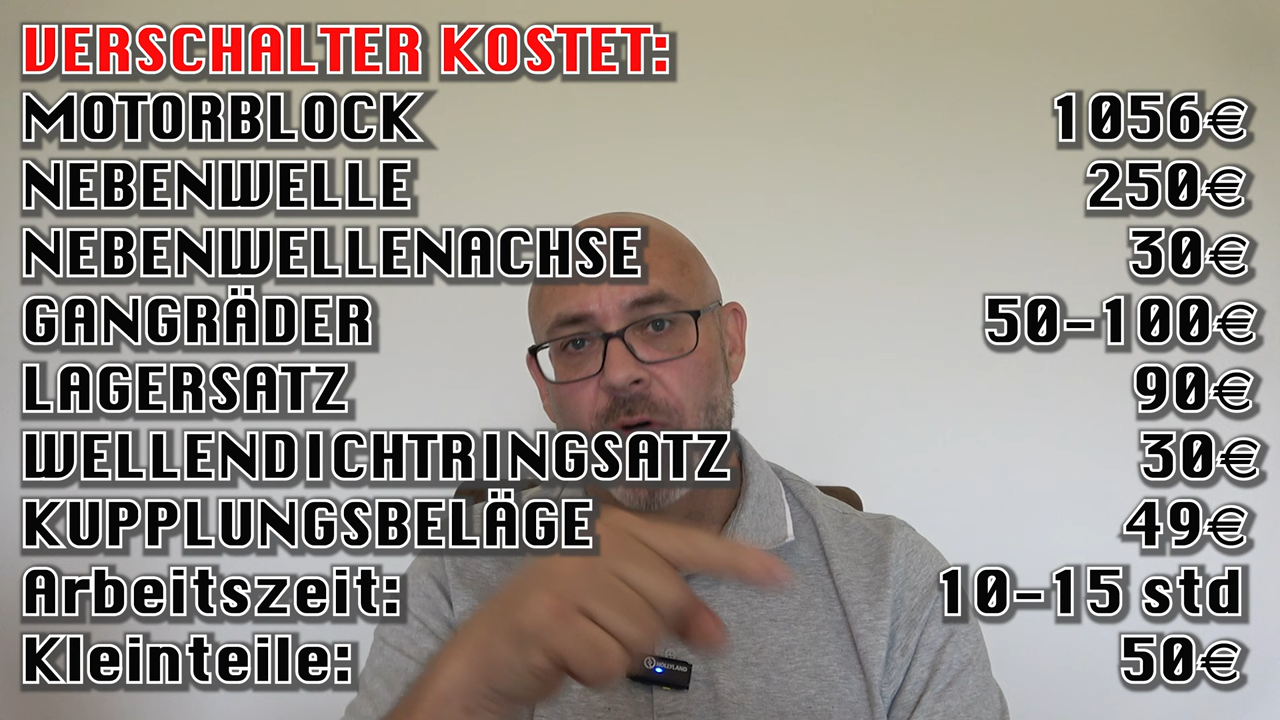 VERSCHALTER KOSTET:
MOTORBLOCK 1056€
NEBENWELLE 250€
NEBENWELLENACHSE 30€
GANGRÄDER 50-100€
LAGERSATZ 90€
WELLENDICHTRINGSATZ 30€
KUPPLUNGSBELÄGE 49€
Arbeitszeit: 10-15 std
Kleinteile: 50€
HOLLYLAND